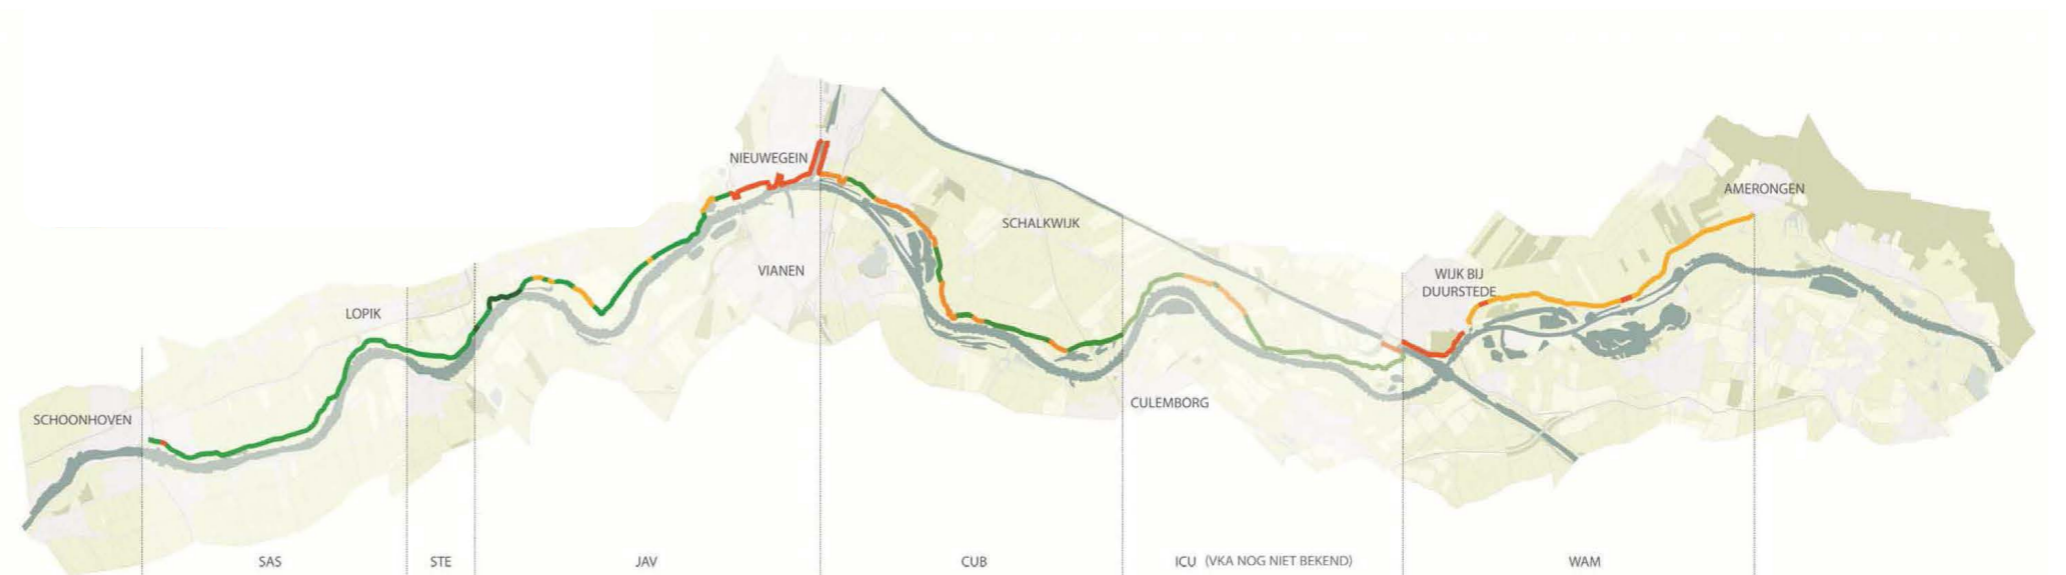 NIEUWEGEIN
AMERONGEN
SCHALKWIJK
VIANEN
WIJK BIJ
DUURSTEDE
LOPIK
CULEMBORG
SCHOONHOVEN
SAS
STE
JAV
CUB
ICU (VKA NOG NIET BEKEND)
WAM